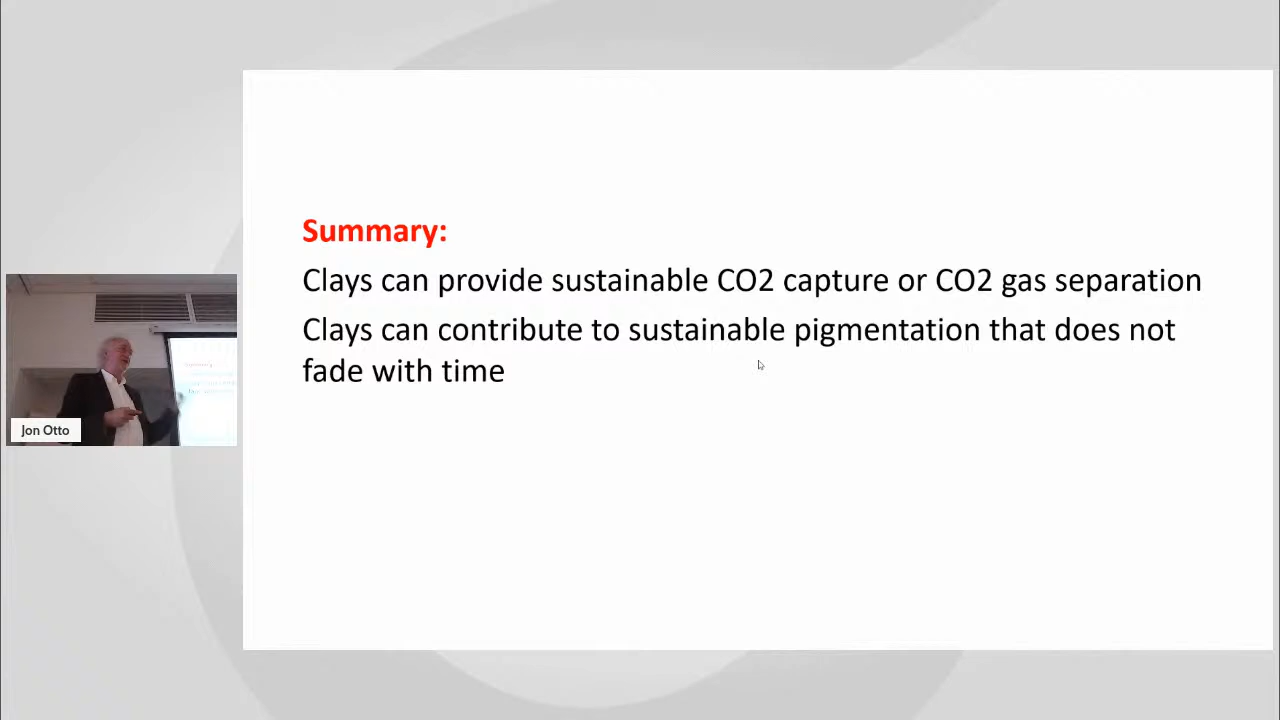 Summary:
Clays can provide sustainable CO2 capture or CO2 gas separation
Clays can contribute to sustainable pigmentation that does not
fade with time
Jon Otto